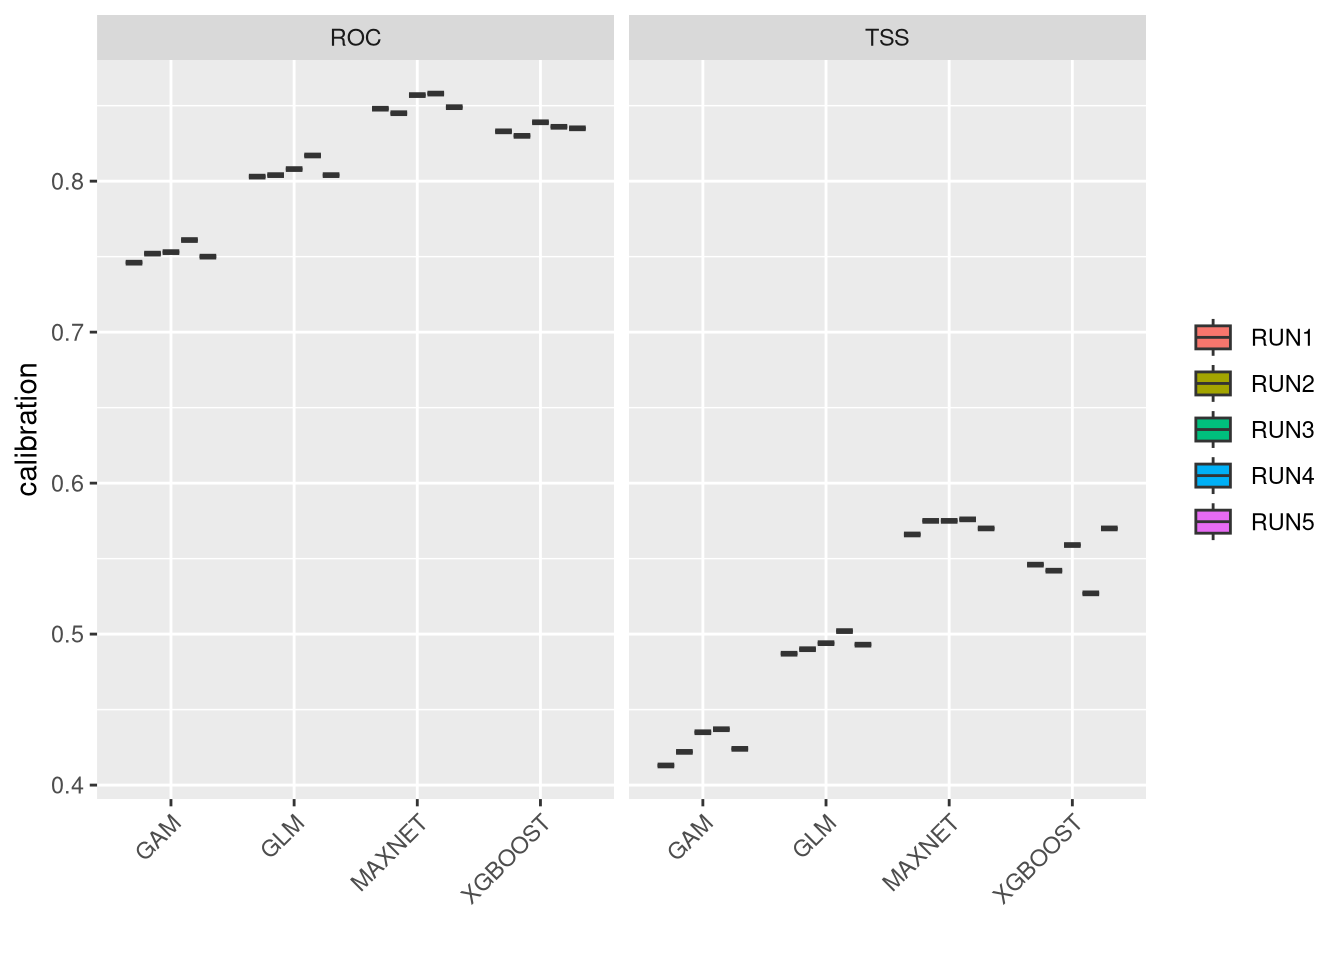 ROC
TSS
calibration
0.8
0.7
0.6
0.5
0.4
GAM
GLM
MAXNET
XGBOOST
GAM
GLM
MAXNET
XGBOOST
RUN1
RUN2
RUN3
RUN4
RUN5